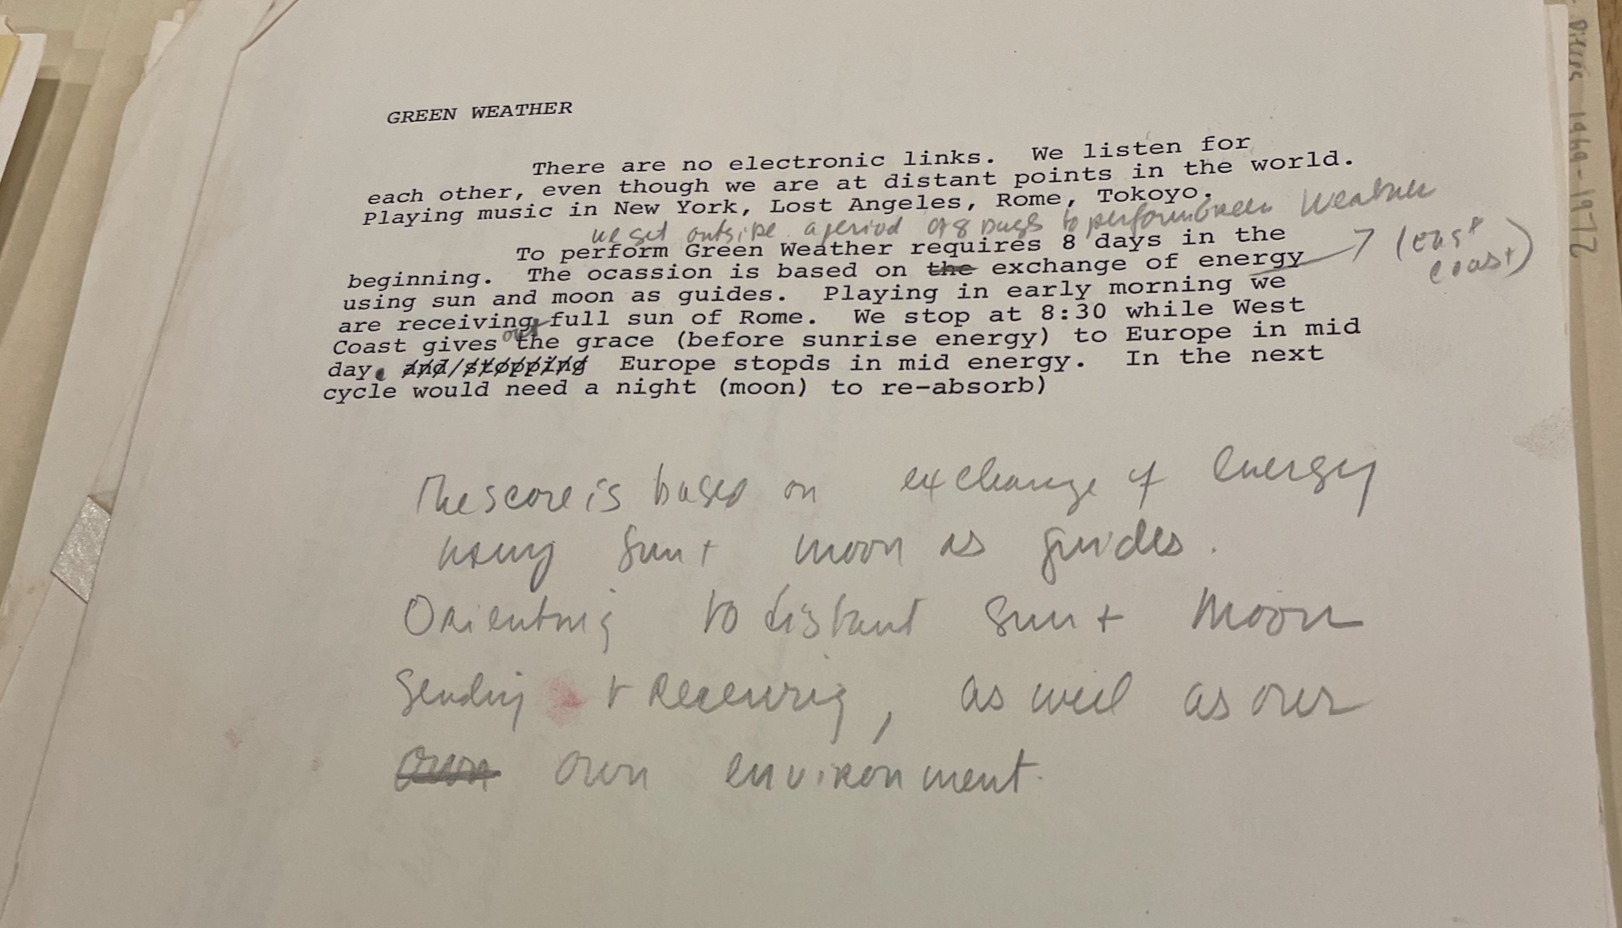 GREEN WEATHER
There are no electronic links. We listen for
each other, even though we are at distant points in the world.
Playing music in New York, Lost Angeles, Rome, Tokoyo.
we set outside a period of 8 days to perform Green Weather
To perform Green Weather requires 8 days in the
beginning. The ocassion is based on the exchange of energy
(east
coast)
using sun and moon as guides. Playing in early morning we
are receiving full sun of Rome. We stop at 8:30 while West
our
Coast gives the grace (before sunrise energy) to Europe in mid
day. and/stopping Europe stopds in mid energy. In the next
cycle would need a night (moon) to re-absorb)
The score is based on exchange of energy
using sun + moon as guides.
Orienting to distant sun + moon
sending + receiving, as well as our
own own environment.
Pieces 1969-1972